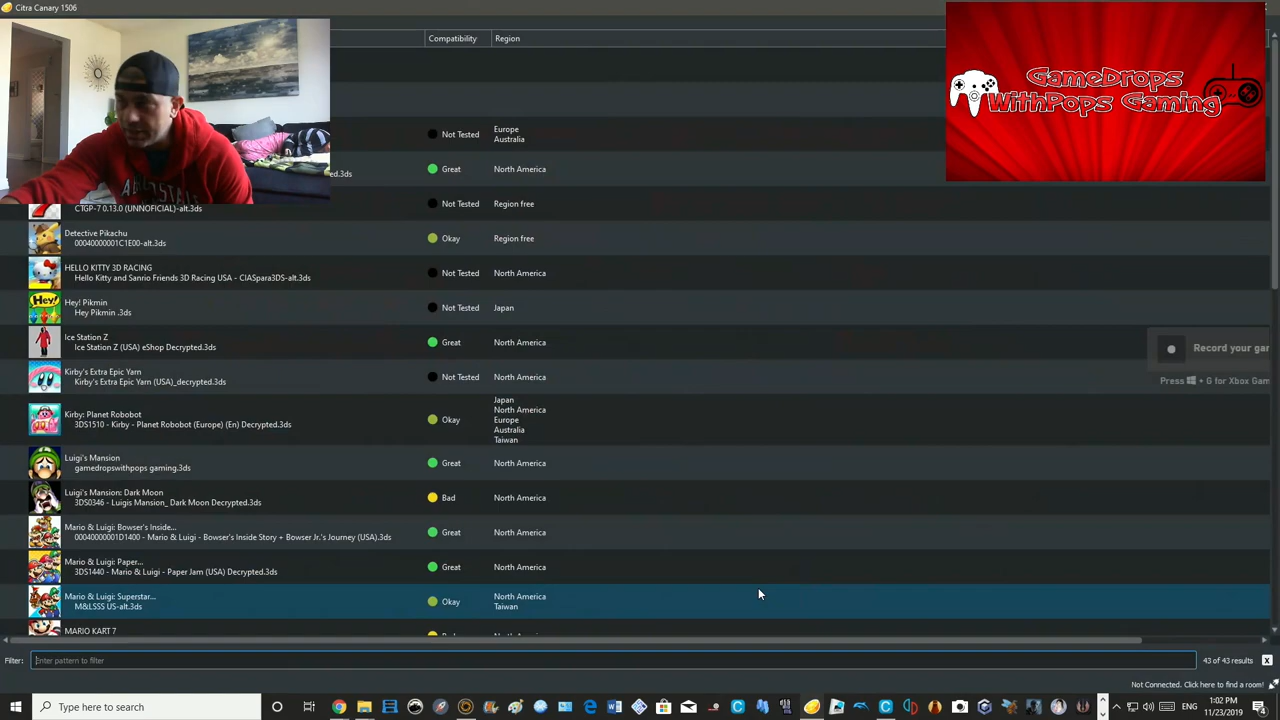 Citra Canary 1506
Compatibility Region
GameDrops
WithPops Gaming
Not Tested Europe
Australia
ed.3ds Great North America
CTGP-7 0.13.0 (UNNOFICIAL)-alt.3ds Not Tested Region free
Detective Pikachu
00040000001C1E00-alt.3ds Okay Region free
HELLO KITTY 3D RACING
Hello Kitty and Sanrio Friends 3D Racing USA - CIASpara3DS-alt.3ds Not Tested North America
Hey! Pikmin
Hey Pikmin .3ds Not Tested Japan
Ice Station Z
Ice Station Z (USA) eShop Decrypted.3ds Great North America
Record your gar
Press + G for Xbox Gam
Kirby's Extra Epic Yarn
Kirby's Extra Epic Yarn (USA)_decrypted.3ds Not Tested North America
Kirby: Planet Robobot
3DS1510 - Kirby - Planet Robobot (Europe) (En) Decrypted.3ds Okay Japan
North America
Europe
Australia
Taiwan
Luigi's Mansion
gamedropswithpops gaming.3ds Great North America
Luigi's Mansion: Dark Moon
3DS0346 - Luigis Mansion_ Dark Moon Decrypted.3ds Bad North America
Mario & Luigi: Bowser's Inside...
00040000001D1400 - Mario & Luigi - Bowser's Inside Story + Bowser Jr.'s Journey (USA).3ds Great North America
Mario & Luigi: Paper...
3DS1440 - Mario & Luigi - Paper Jam (USA) Decrypted.3ds Great North America
Mario & Luigi: Superstar...
M&LSSS US-alt.3ds Okay North America
Taiwan
MARIO KART 7
Filter: Enter pattern to filter 43 of 43 results X
Not Connected. Click here to find a room!
Type here to search
ENG 1:02 PM
11/23/2019